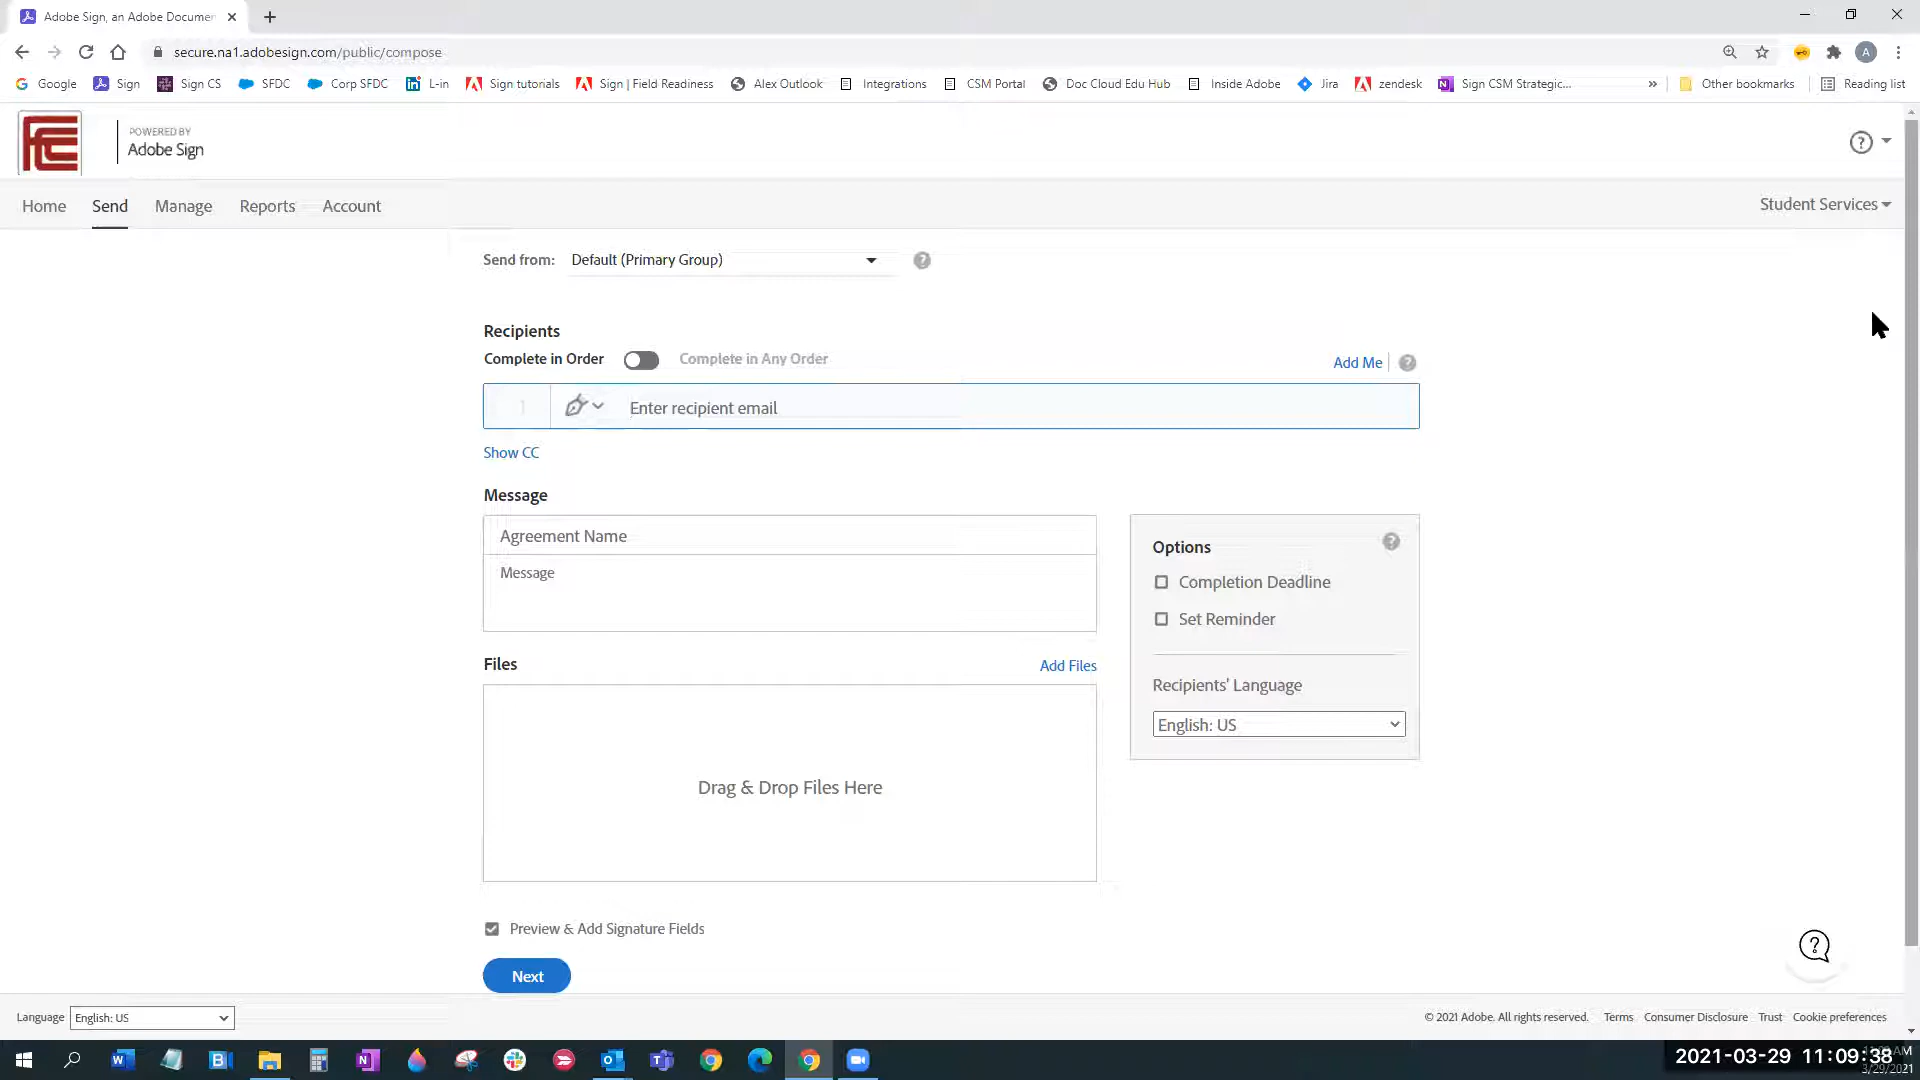 Adobe Sign, an Adobe Documen
secure.na1.adobesign.com/public/compose
A
Google Sign Sign CS SFDC Corp SFDC L-in Sign tutorials Sign | Field Readiness Alex Outlook Integrations CSM Portal Doc Cloud Edu Hub Inside Adobe Jira zendesk Sign CSM Strategic... » Other bookmarks Reading list
POWERED BY
Adobe Sign
Home Send Manage Reports Account Student Services
Send from: Default (Primary Group)
Recipients
Complete in Order Complete in Any Order Add Me
1 Enter recipient email
Show CC
Message
Agreement Name
Message
Options
Completion Deadline
Set Reminder
Recipients' Language
English: US
Files Add Files
Drag & Drop Files Here
Preview & Add Signature Fields
Next
Language English: US © 2021 Adobe. All rights reserved. Terms Consumer Disclosure Trust Cookie preferences
2021-03-29 11:09:38
3/29/2021